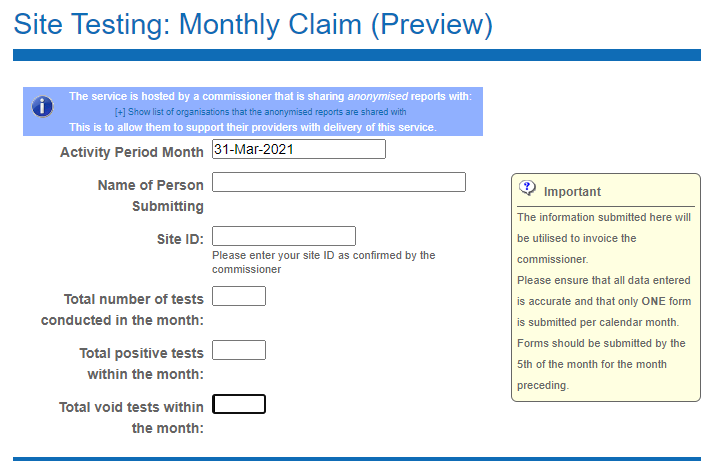 Site Testing: Monthly Claim (Preview)
The service is hosted by a commissioner that is sharing anonymised reports with:
[+] Show list of organisations that the anonymised reports are shared with
This is to allow them to support their providers with delivery of this service.
Activity Period Month 31-Mar-2021
Name of Person
Submitting
Site ID:
Please enter your site ID as confirmed by the
commissioner
Total number of tests
conducted in the month:
Total positive tests
within the month:
Total void tests within
the month:
Important
The information submitted here will
be utilised to invoice the
commissioner.
Please ensure that all data entered
is accurate and that only ONE form
is submitted per calendar month.
Forms should be submitted by the
5th of the month for the month
preceding.